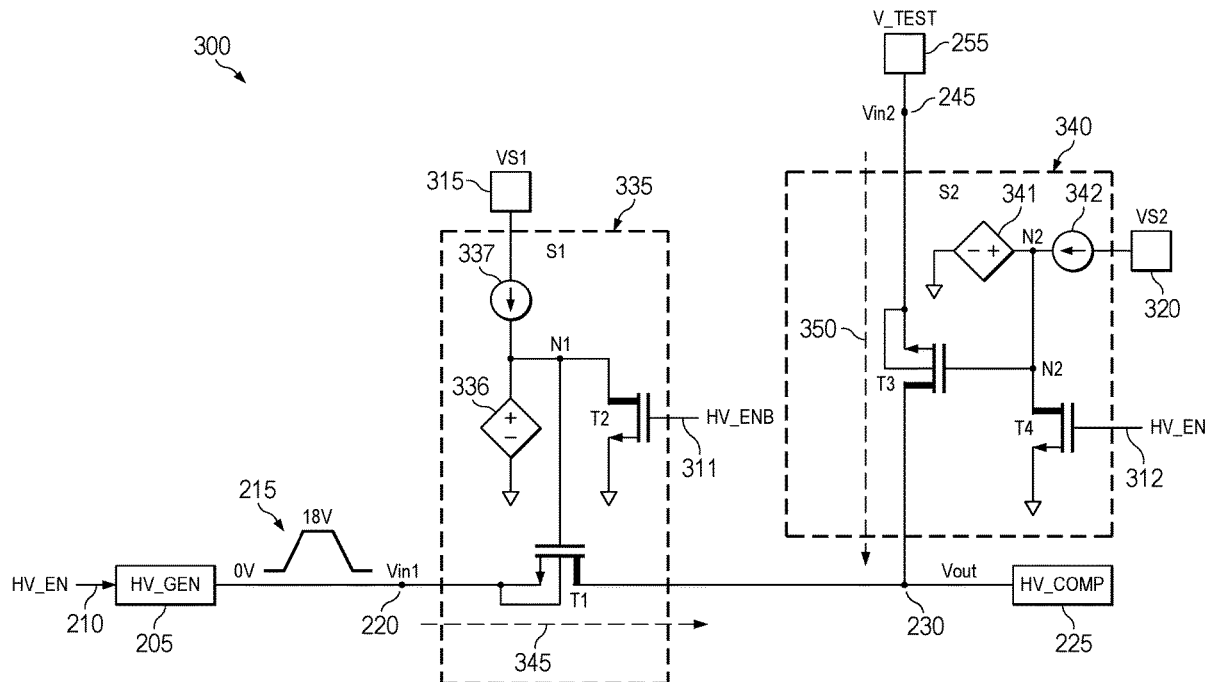 300
V_TEST
255
Vin2
245
340
VS1
315
335
S1
337
N1
336
T2
HV_ENB
311
S2
341
342
N2
VS2
320
350
T3
N2
T4
HV_EN
312
215
18V
0V
HV_EN
210
HV_GEN
205
Vin1
220
T1
345
Vout
230
HV_COMP
225